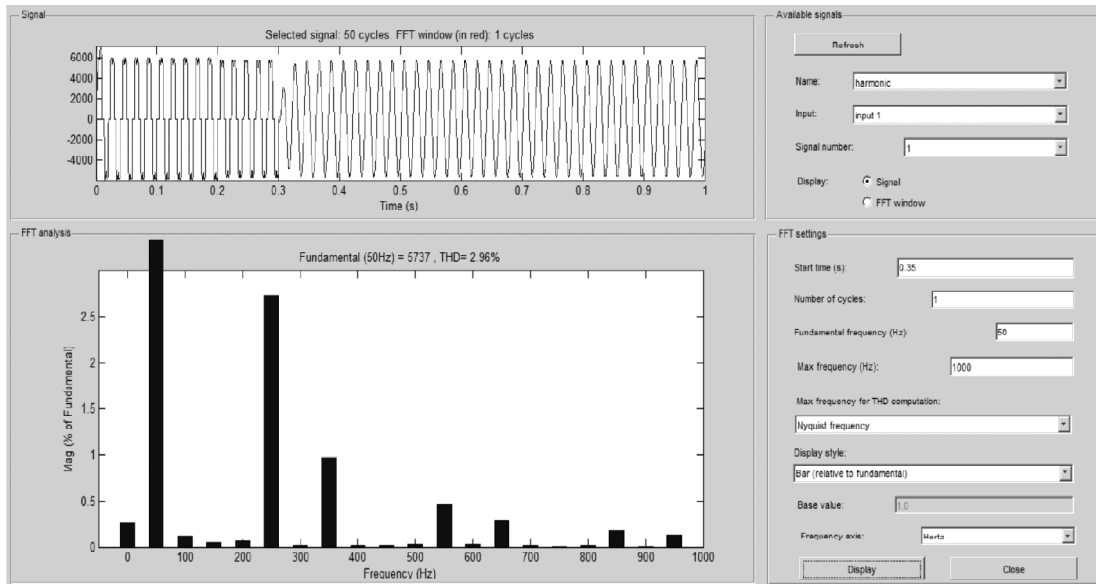 Signal
Selected signal: 50 cycles. FFT window (in red): 1 cycles
6000
4000
2000
0
-2000
-4000
0 0.1 0.2 0.3 0.4 0.5 0.6 0.7 0.8 0.9 1
Time (s)
FFT analysis
Fundamental (50Hz) = 5737 , THD= 2.96%
2.5
2
1.5
1
0.5
0
Mag (% of Fundamental)
0 100 200 300 400 500 600 700 800 900 1000
Frequency (Hz)
Available signals
Refresh
Name: harmonic
Input: input 1
Signal number: 1
Display: Signal
FFT window
FFT settings
Start time (s): 0.35
Number of cycles: 1
Fundamental frequency (Hz): 50
Max frequency (Hz): 1000
Max frequency for THD computation:
Nyquist frequency
Display style:
Bar (relative to fundamental)
Base value: 1.0
Frequency axis: Hertz
Display Close